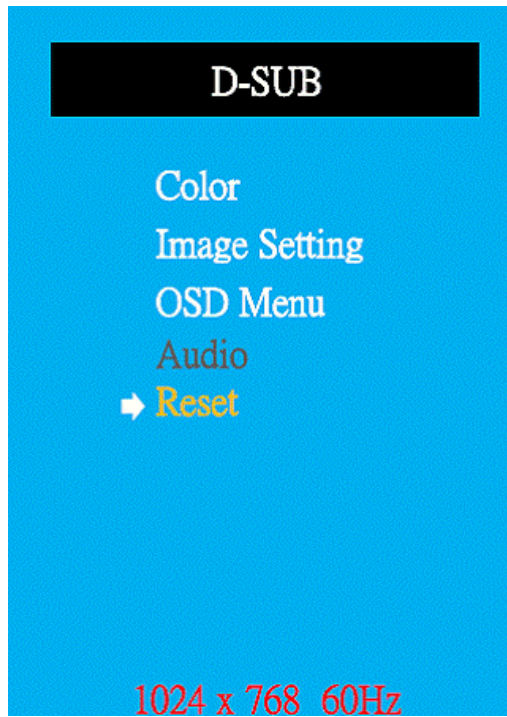 D-SUB
Color
Image Setting
OSD Menu
Audio
Reset
1024 x 768 60Hz